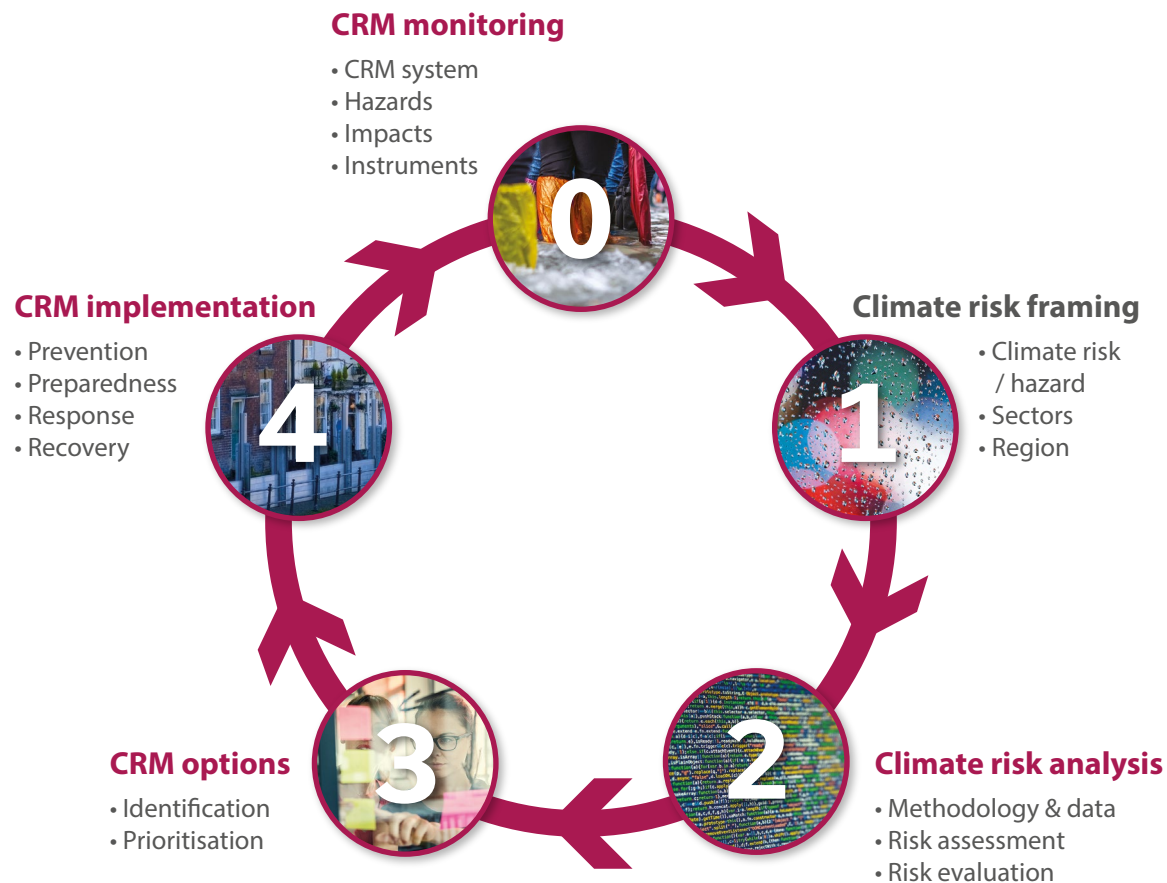 CRM monitoring
• CRM system
• Hazards
• Impacts
• Instruments
0
Climate risk framing
• Climate risk
/ hazard
• Sectors
• Region
1
Climate risk analysis
• Methodology & data
• Risk assessment
• Risk evaluation
2
CRM options
• Identification
• Prioritisation
3
CRM implementation
• Prevention
• Preparedness
• Response
• Recovery
4